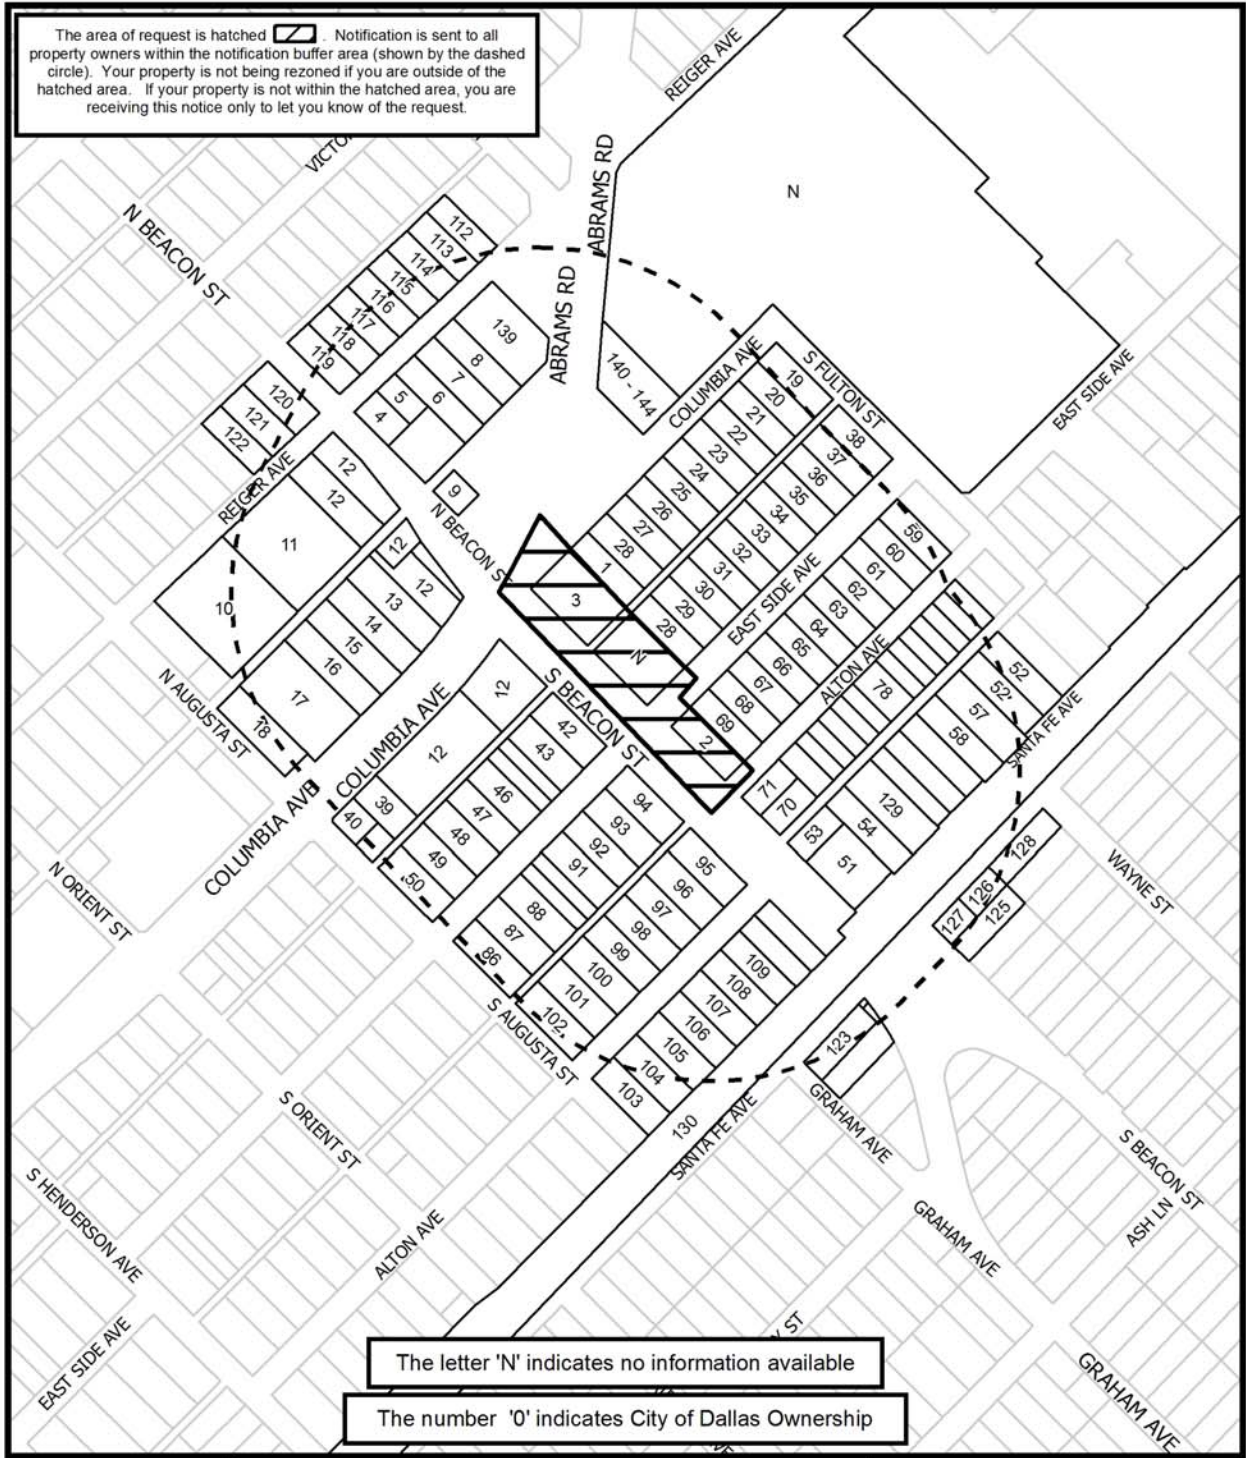 The area of request is hatched . Notification is sent to all
property owners within the notification buffer area (shown by the dashed
circle). Your property is not being rezoned if you are outside of the
hatched area. If your property is not within the hatched area, you are
receiving this notice only to let you know of the request.
REIGER AVE
N BEACON ST
ABRAMS RD
N
112
113
114
115
116
117
118
119
ABRAMS RD
139
8
7
6
5
4
140 - 144
COLUMBIA AVE
S FULTON ST
EAST SIDE AVE
120
121
122
REIGER AVE
12
12
11
10
9
N BEACON ST
12
12
13
14
15
16
17
18
19
20
21
22
23
24
25
26
27
28
1
3
38
37
36
35
34
33
32
31
30
29
28
N
EAST SIDE AVE
59
60
61
62
63
64
65
66
67
68
69
2
ALTON AVE
78
71
70
52
52
57
58
129
54
53
51
SANTA FE AVE
N AUGUSTA ST
COLUMBIA AVE
COLUMBIA AVE
S BEACON ST
12
12
39
40
42
43
46
47
48
49
50
94
93
92
91
88
87
86
95
96
97
98
99
100
101
102
109
108
107
106
105
104
103
130
128
126
127
125
WAYNE ST
123
N ORIENT ST
S AUGUSTA ST
S ORIENT ST
S HENDERSON AVE
ALTON AVE
EAST SIDE AVE
SANTA FE AVE
GRAHAM AVE
GRAHAM AVE
S BEACON ST
ASH LN
GRAHAM AVE
ST
The letter 'N' indicates no information available
The number '0' indicates City of Dallas Ownership